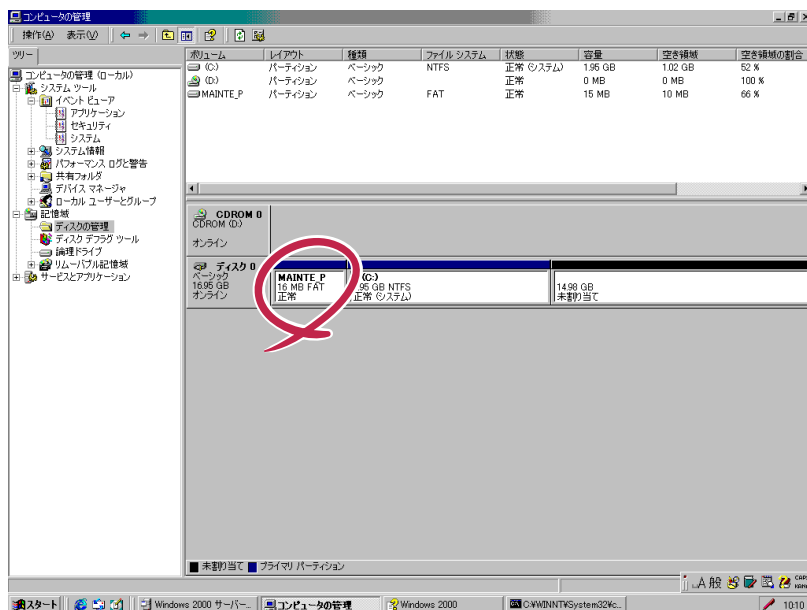 コンピュータの管理
操作(A) 表示(V)
ツリー
コンピュータの管理 (ローカル)
システム ツール
イベント ビューア
アプリケーション
セキュリティ
システム
システム情報
パフォーマンス ログと警告
共有フォルダ
デバイス マネージャ
ローカル ユーザーとグループ
記憶域
ディスクの管理
ディスク デフラグ ツール
論理ドライブ
リムーバブル記憶域
サービスとアプリケーション
ボリューム レイアウト 種類 ファイル システム 状態 容量 空き領域 空き領域の割合
(C:) パーティション ベーシック NTFS 正常 (システム) 1.95 GB 1.02 GB 52 %
(D:) パーティション ベーシック 正常 0 MB 0 MB 100 %
MAINTE_P パーティション ベーシック FAT 正常 15 MB 10 MB 66 %
CDROM 0
CDROM (D:)
オンライン
ディスク 0
ベーシック
16.95 GB
オンライン
MAINTE_P
16 MB FAT
正常
(C:)
.95 GB NTFS
正常 (システム)
14.98 GB
未割り当て
未割り当て プライマリ パーティション
A 般 CAPS
KANA
スタート Windows 2000 サーバー... コンピュータの管理 Windows 2000 C:\WINNT\System32\c... 10:10